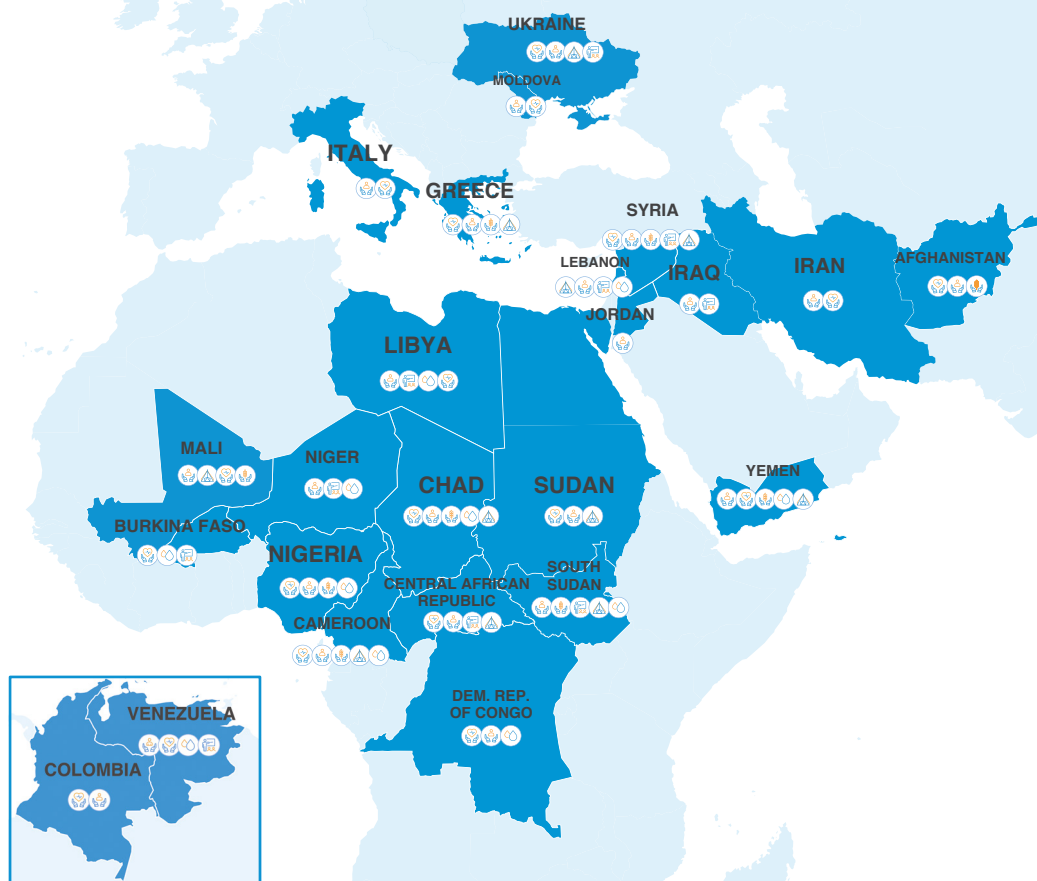 UKRAINE
MOLDOVA
ITALY
GREECE
SYRIA
LEBANON
IRAQ
IRAN
AFGHANISTAN
JORDAN
LIBYA
MALI
NIGER
CHAD
SUDAN
YEMEN
BURKINA FASO
NIGERIA
SOUTH
SUDAN
CENTRAL AFRICAN
REPUBLIC
CAMEROON
DEM. REP.
OF CONGO
VENEZUELA
COLOMBIA